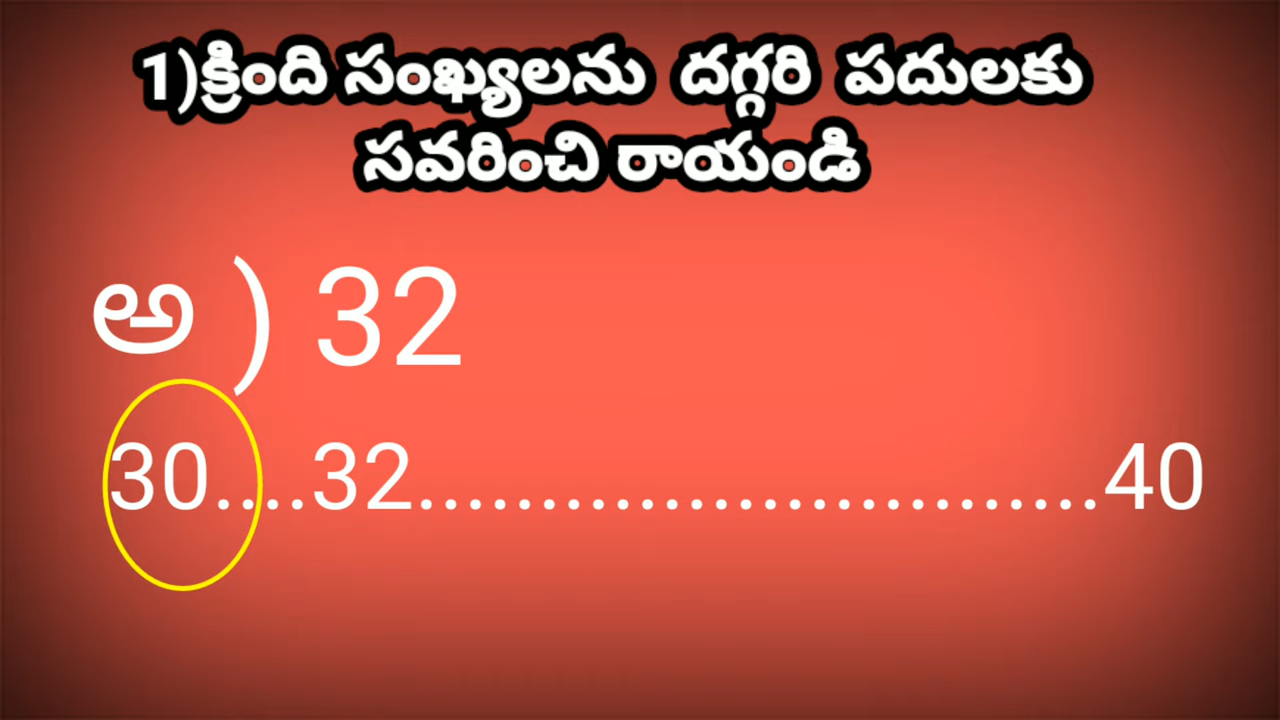 1)క్రింది సంఖ్యలను దగ్గరి పదులకు
సవరించి రాయండి
అ ) 32
30....32..................................40